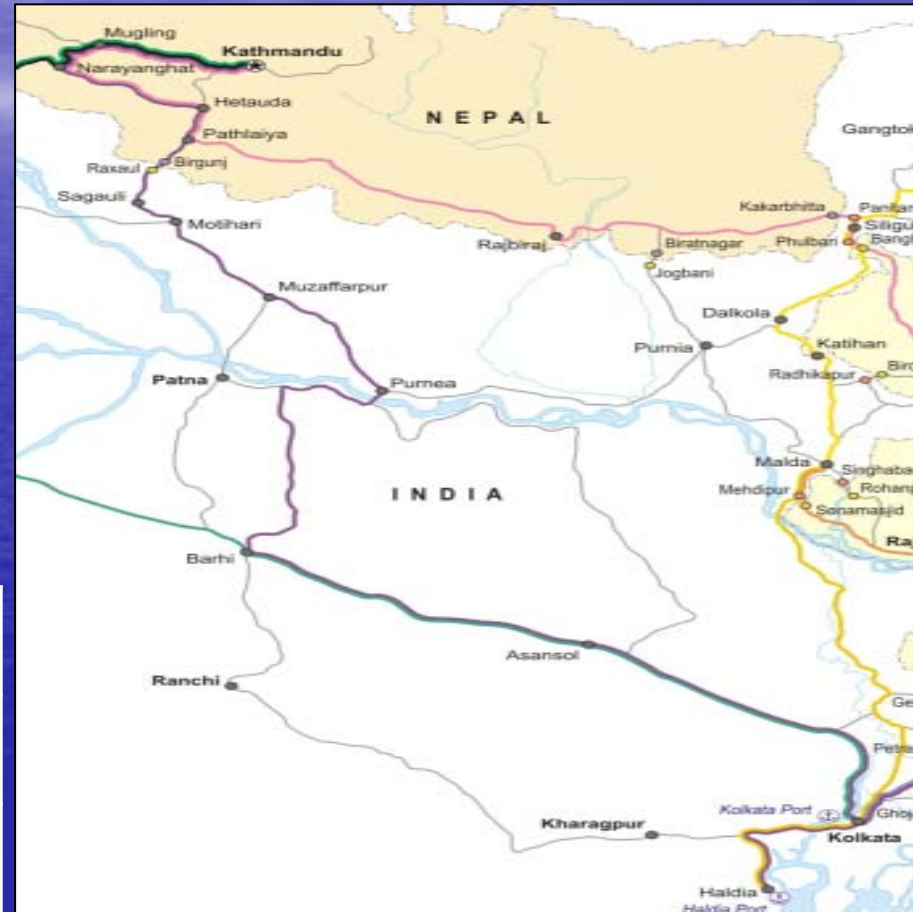 Mugling
Kathmandu
Narayanghat
Hetauda
NEPAL
Pathlaiya
Gangtok
Raxaul
Birgunj
Sagauli
Kakarbhitta
Motihari
Rajbiraj
Biratnagar
Phulbari
Jogbani
Muzaffarpur
Dalkola
Purnia
Katihan
Patna
Purnea
Radhikapur
Malda
INDIA
Mehdipur
Sonamasjid
Barhi
Asansol
Ranchi
Kolkata Port
Kharagpur
Kolkata
Haldia
Haldia Port